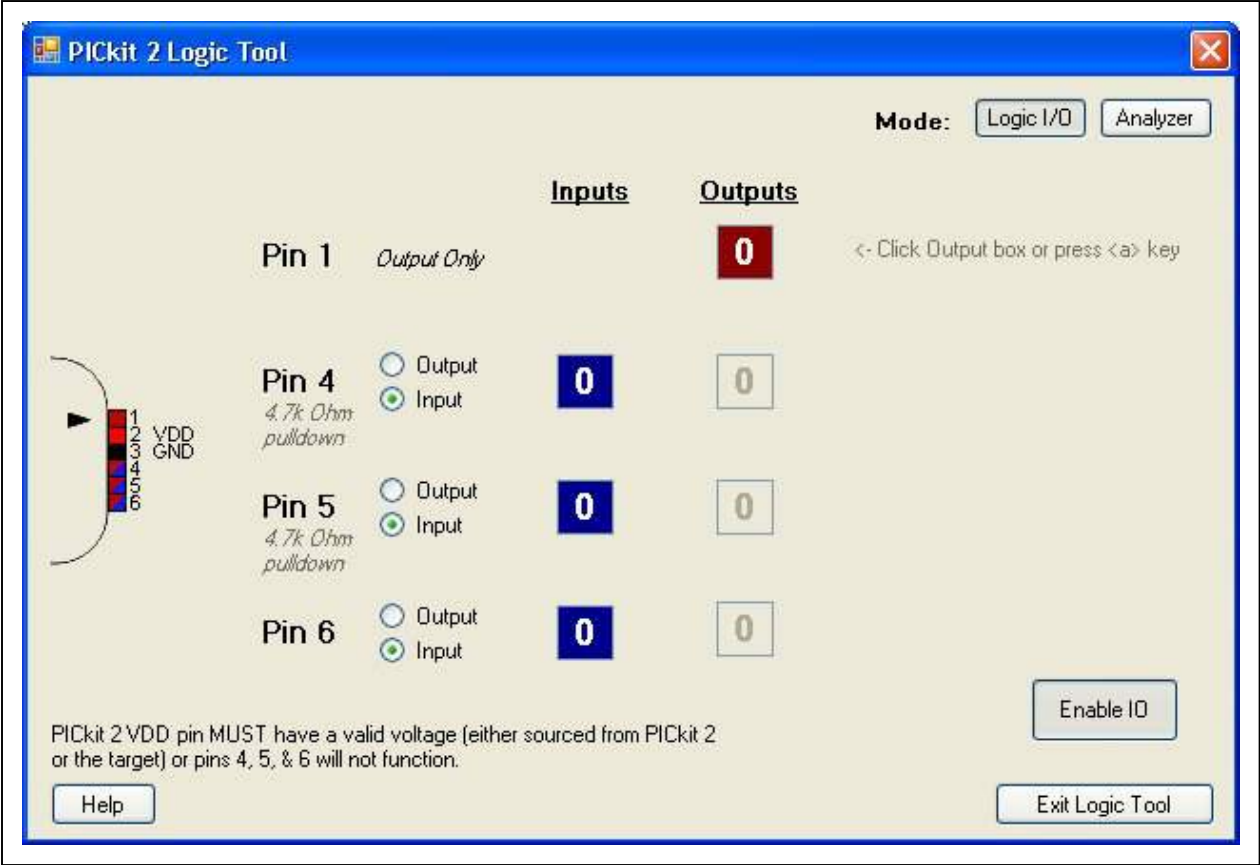 PICkit 2 Logic Tool
Mode: Logic I/O Analyzer
Inputs Outputs
Pin 1 Output Only 0 <- Click Output box or press <a> key
Pin 4 Output
Input
0 0
4.7k Ohm
pulldown
1
2 VDD
3 GND
4
5
6
Pin 5 Output
Input
0 0
4.7k Ohm
pulldown
Pin 6 Output
Input
0 0
Enable IO
PICkit 2 VDD pin MUST have a valid voltage (either sourced from PICkit 2
or the target) or pins 4, 5, & 6 will not function.
Help Exit Logic Tool